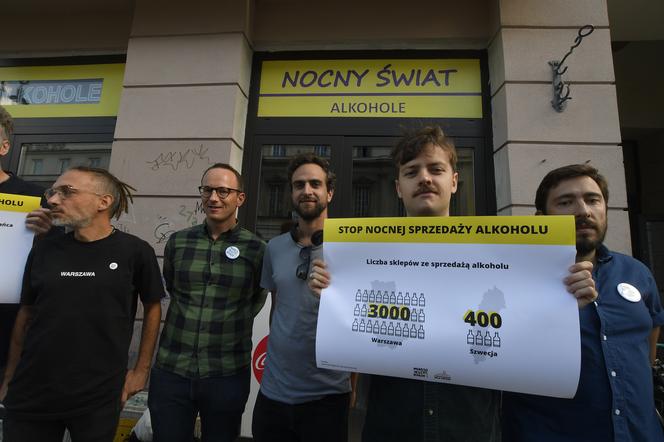 ALKOHOLE
NOCNY ŚWIAT
ALKOHOLE
STOP NOCNEJ SPRZEDAŻY ALKOHOLU
Liczba sklepów ze sprzedażą alkoholu
3000
Warszawa
400
Szwecja
WARSZAWA